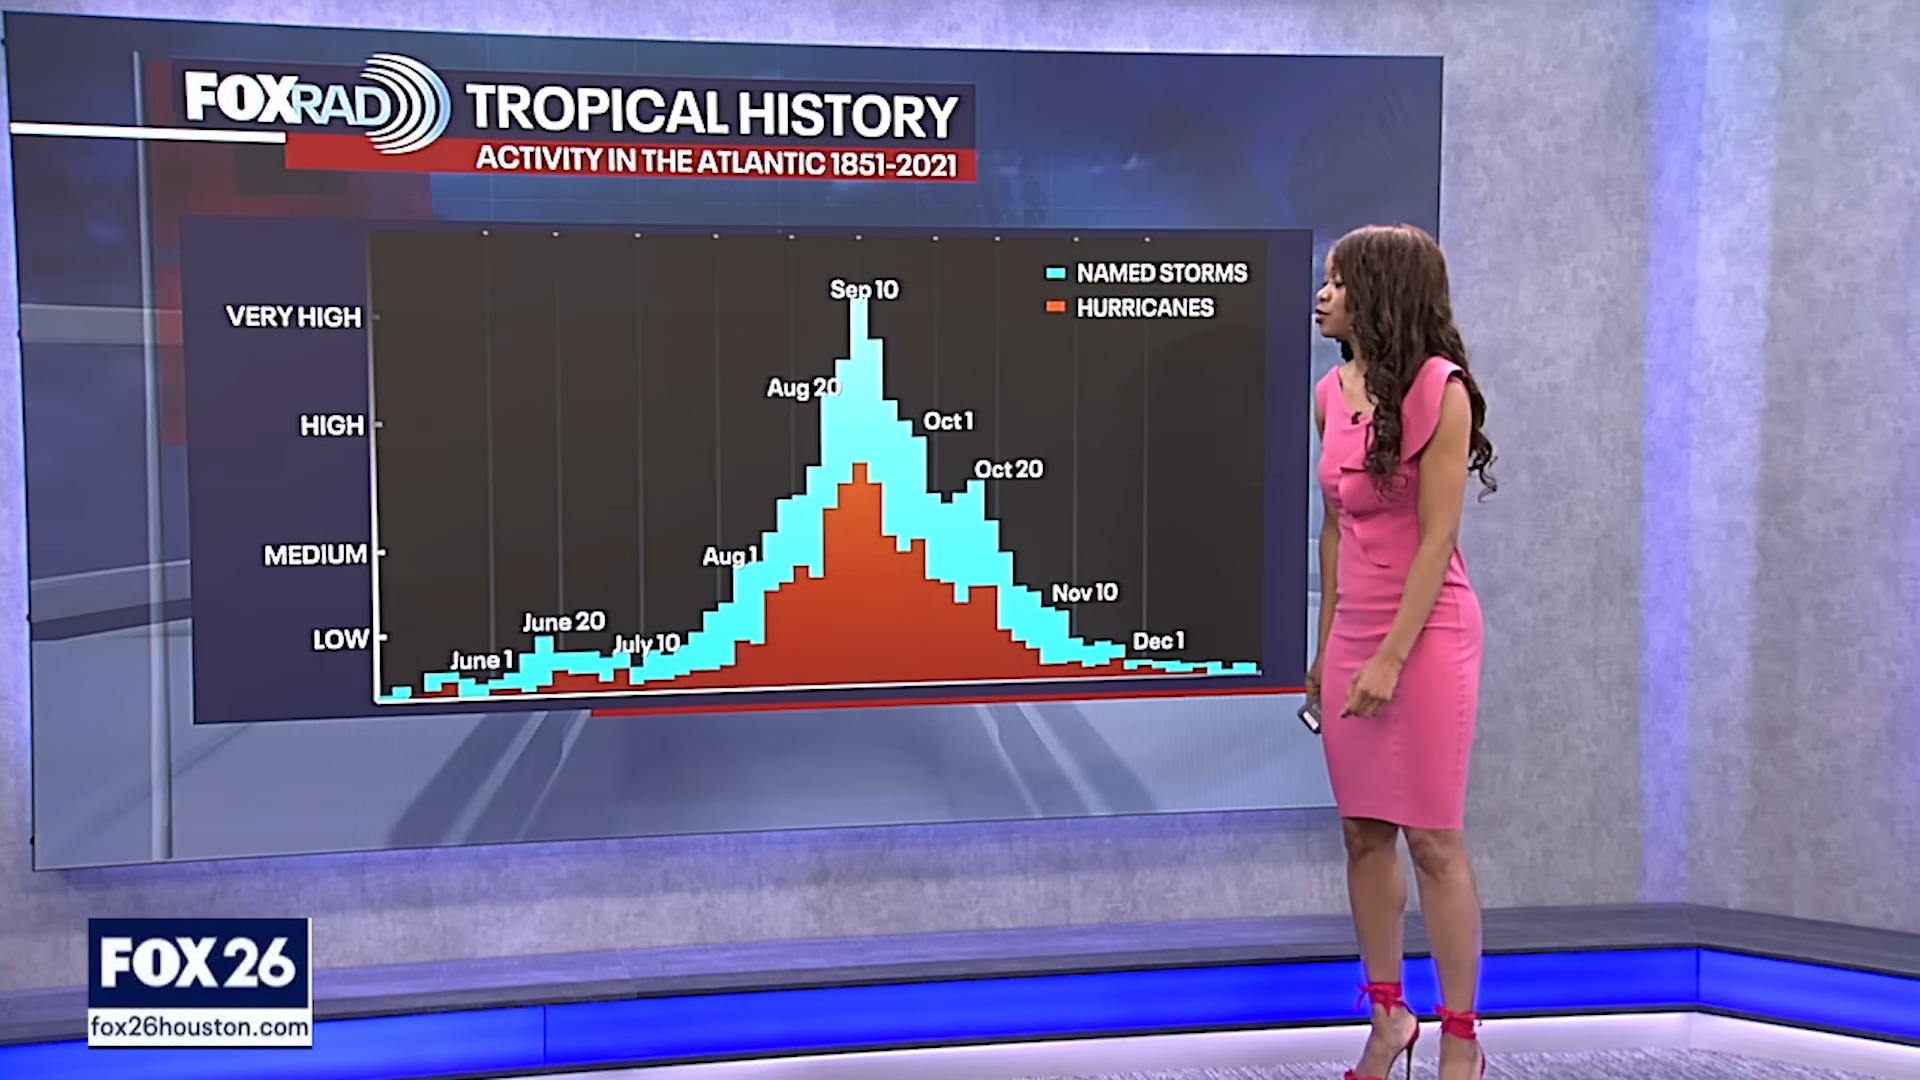 FOXRAD TROPICAL HISTORY
ACTIVITY IN THE ATLANTIC 1851-2021
NAMED STORMS
HURRICANES
VERY HIGH
HIGH
MEDIUM
LOW
June 1
June 20
July 10
Aug 1
Aug 20
Sep 10
Oct 1
Oct 20
Nov 10
Dec 1
FOX 26
fox26houston.com